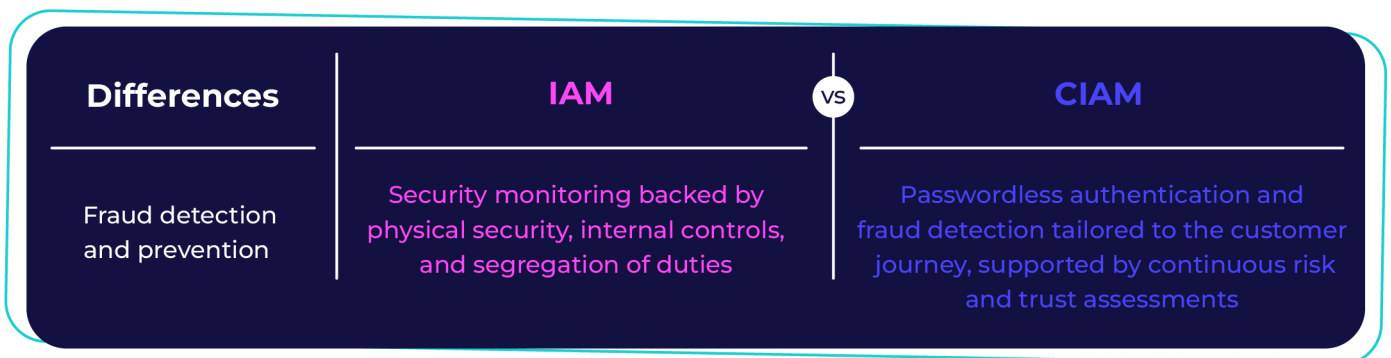 Differences
IAM
VS
CIAM
Fraud detection
and prevention
Security monitoring backed by
physical security, internal controls,
and segregation of duties
Passwordless authentication and
fraud detection tailored to the customer
journey, supported by continuous risk
and trust assessments